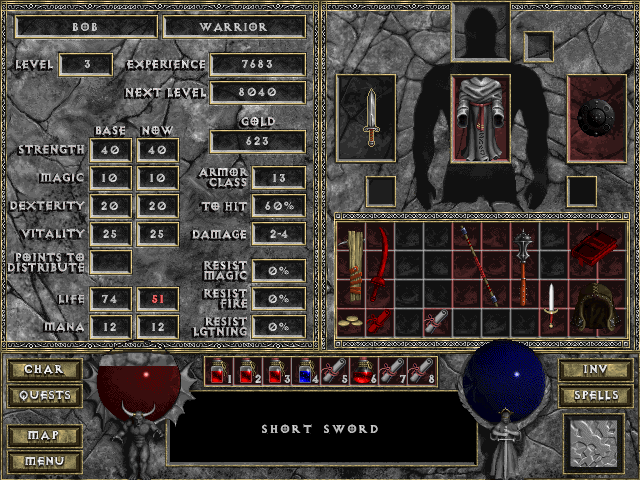 BOB WARRIOR
LEVEL 3 EXPERIENCE 7683
NEXT LEVEL 8040
GOLD
623
BASE NOW
STRENGTH 40 40
MAGIC 10 10
DEXTERITY 20 20
VITALITY 25 25
POINTS TO
DISTRIBUTE
LIFE 74 51
MANA 12 12
ARMOR
CLASS 13
TO HIT 60%
DAMAGE 2-4
RESIST
MAGIC 0%
RESIST
FIRE 0%
RESIST
LGTNING 0%
CHAR
QUESTS
MAP
MENU
1 2 3 4 5 6 7 8
SHORT SWORD
INV
SPELLS